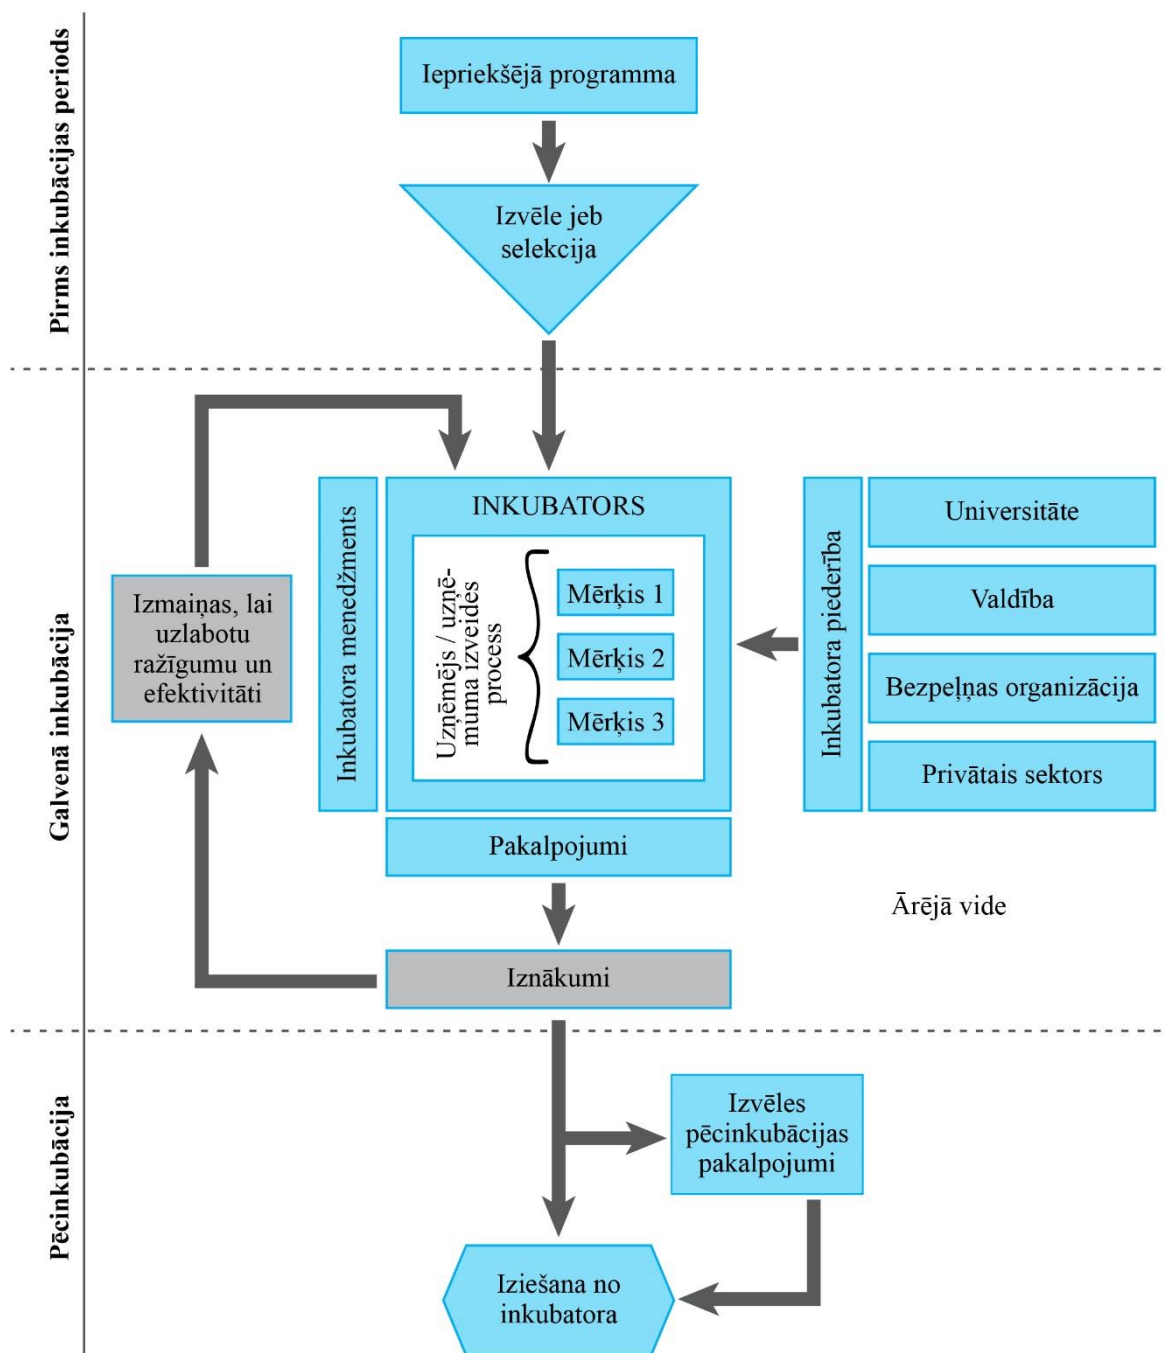 Pirms inkubācijas periods
Iepriekšējā programma
Izvēle jeb
selekcija
Galvenā inkubācija
Izmaiņas, lai
uzlabotu
ražīgumu un
efektivitāti
Inkubatora menedžments
INKUBATORS
Uzņēmējs / uzņē-
muma izveides
process
Mērķis 1
Mērķis 2
Mērķis 3
Inkubatora piederība
Universitāte
Valdība
Bezpeļņas organizācija
Privātais sektors
Pakalpojumi
Ārējā vide
Iznākumi
Pēcinkubācija
Izvēles
pēcinkubācijas
pakalpojumi
Iziešana no
inkubatora